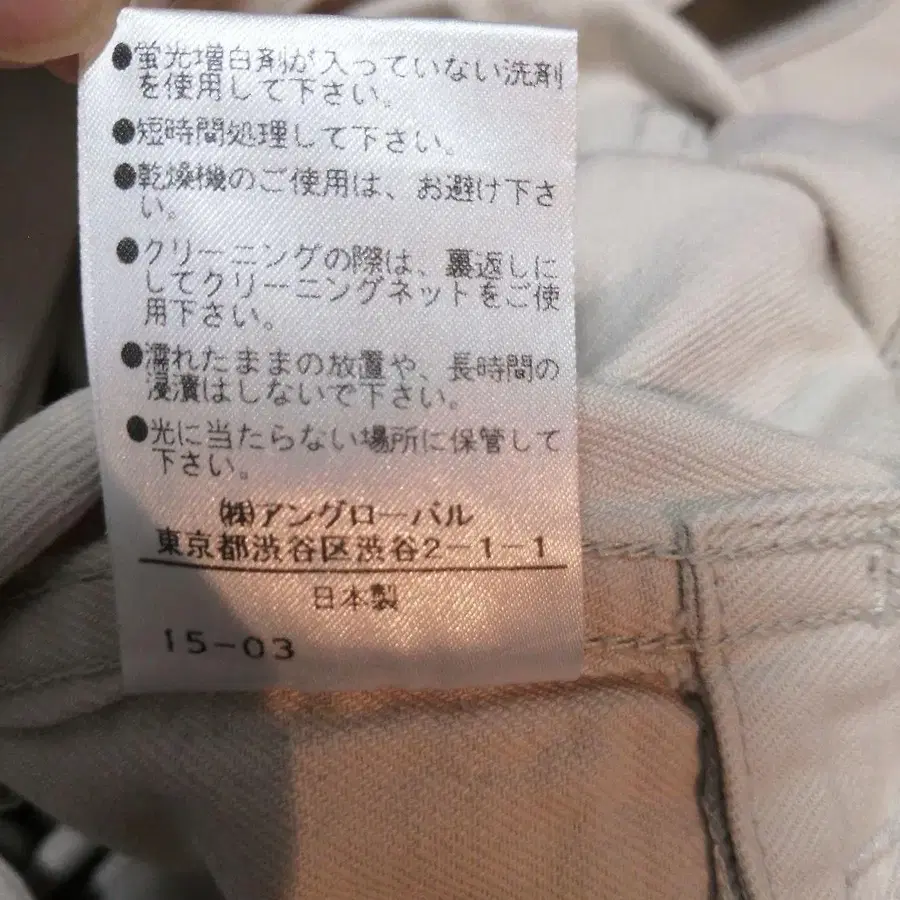 ●蛍光増白剤が入っていない洗剤
を使用して下さい。
●短時間処理して下さい。
●乾燥機のご使用は、お避け下さ
い。
●クリーニングの際は、裏返しに
してクリーニングネットをご使
用下さい。
●濡れたままの放置や、長時間の
浸漬はしないで下さい。
●光に当たらない場所に保管して
下さい。
㈱アングローバル
東京都渋谷区渋谷2-1-1
日本製
15-03